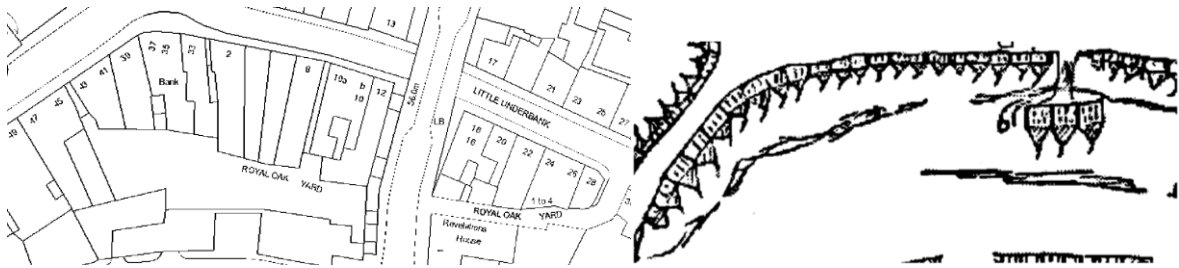 13
37
35
33
39
41
43
45
47
49
Bank
2
8
10a
b
10
12
56.0m
LB
17
21
23
25
27
LITTLE UNDERBANK
18
16
20
22
24
26
28
1 to 4
ROYAL OAK YARD
ROYAL OAK YARD
Revelations
House